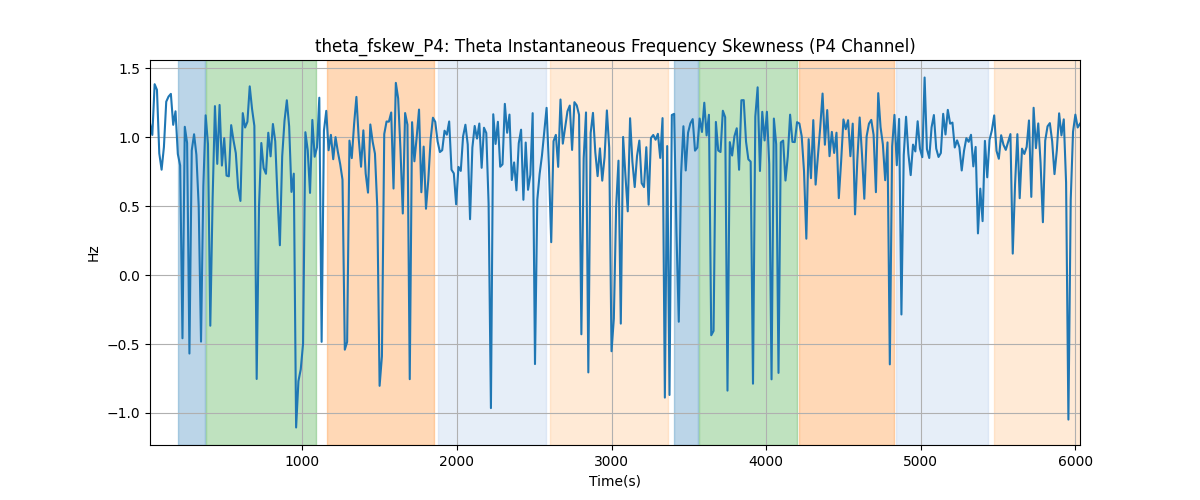 theta_fskew_P4: Theta Instantaneous Frequency Skewness (P4 Channel)
1.5
1.0
0.5
0.0
−0.5
−1.0
Hz
1000 2000 3000 4000 5000 6000
Time(s)